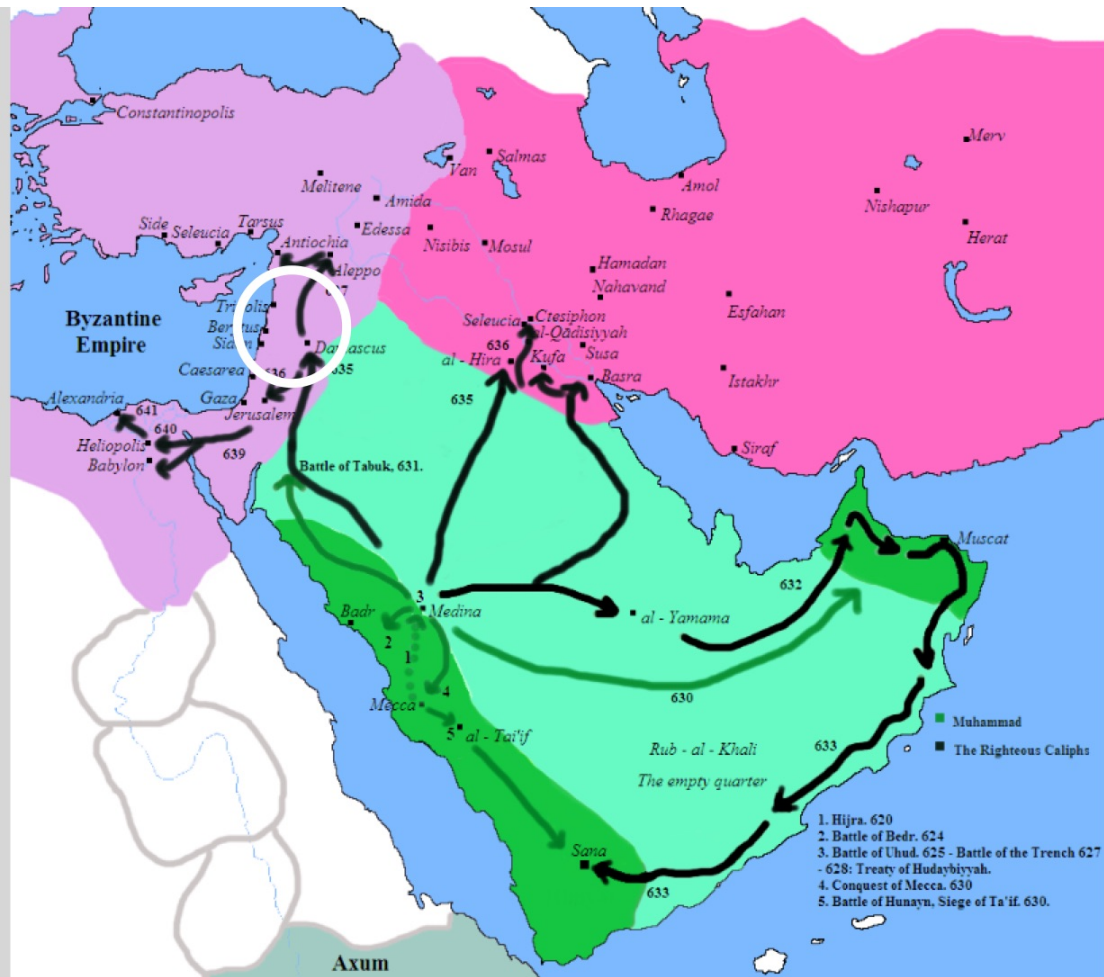 Constantinopolis
Merv
Salmas
Van
Melitene
Amol
Nishapur
Amida
Rhagae
Side
Tarsus
Seleucia
Edessa
Herat
Nisibis
Mosul
Antiochia
Aleppo
Hamadan
Nahavand
Esfahan
Tripolis
Byzantine
Empire
Berytus
Sidon
Seleucia
Ctesiphon
al-Qādisiyyah
636
Susa
Damascus
al - Hira
Kufa
Caesarea
636
635
Basra
Istakhr
Alexandria
641
Gaza
Jerusalem
635
640
Heliopolis
639
Babylon
Siraf
Battle of Tabuk, 631.
Muscat
632
3
Medina
Badr
al - Yamama
2
1
4
630
Mecca
5
al - Tai'if
Muhammad
Rub - al - Khali
633
The Righteous Caliphs
The empty quarter
1. Hijra. 620
2. Battle of Bedr. 624
3. Battle of Uhud. 625 - Battle of the Trench 627
- 628: Treaty of Hudaybiyyah.
4. Conquest of Mecca. 630
5. Battle of Hunayn, Siege of Ta'if. 630.
Sana
633
Axum